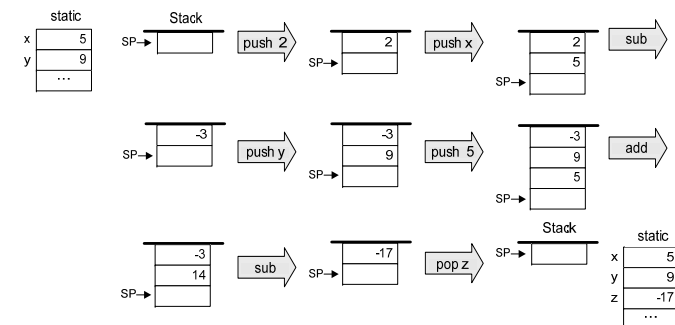 static
Stack
x 5
y 9
...
SP
push 2
2
SP
push x
2
5
SP
sub
-3
SP
push y
-3
9
SP
push 5
-3
9
5
SP
add
-3
14
SP
sub
-17
SP
pop z
Stack
SP
static
x 5
y 9
z -17
...